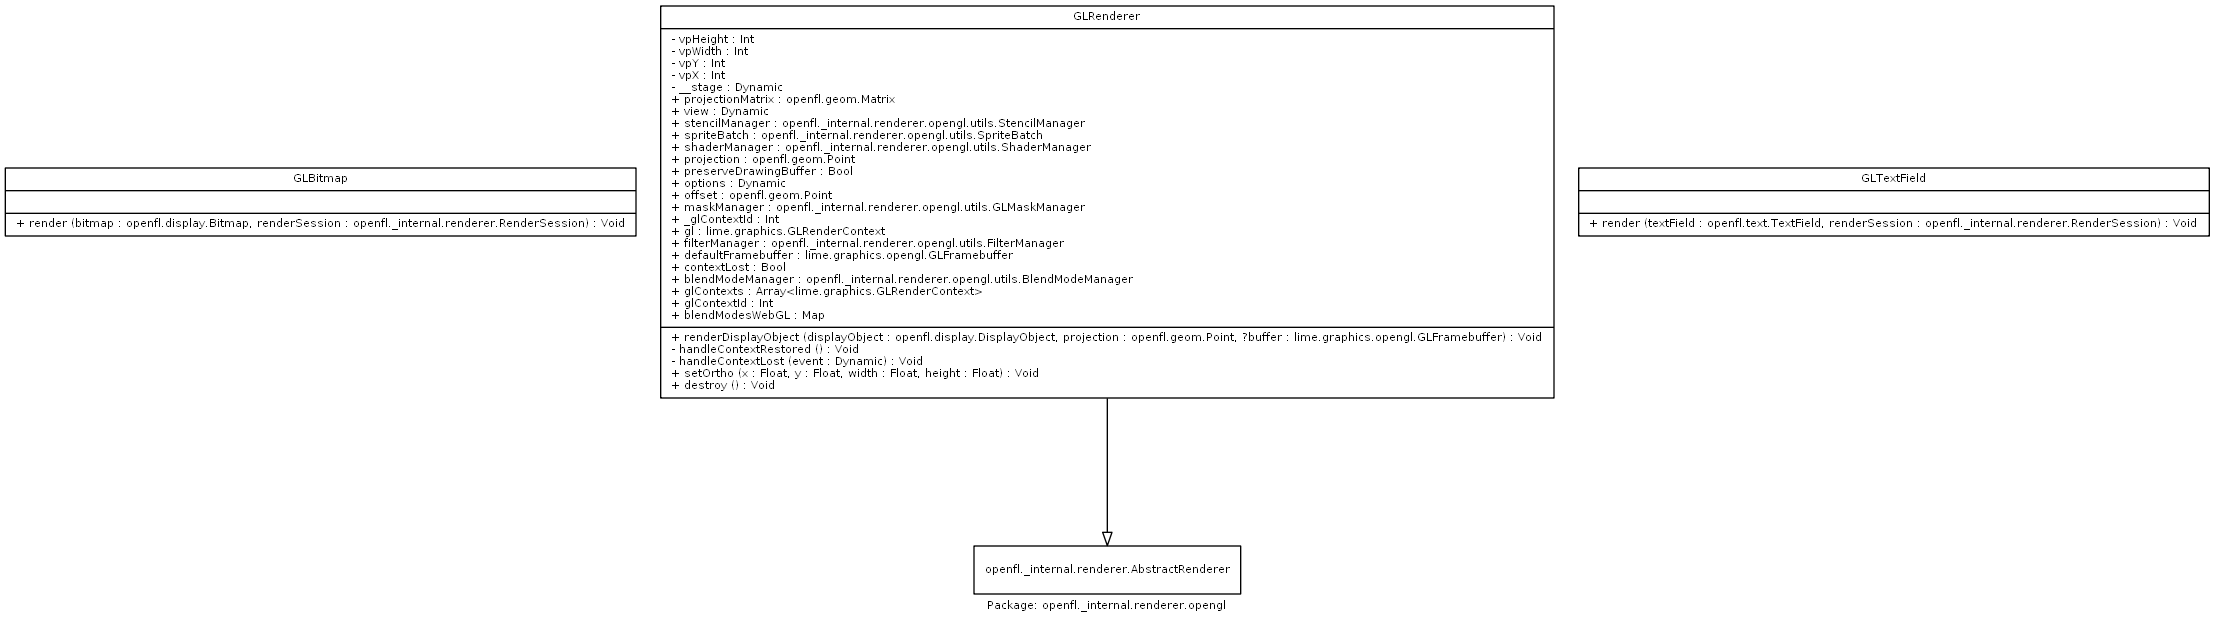 GLBitmap
+ render (bitmap : openfl.display.Bitmap, renderSession : openfl._internal.renderer.RenderSession) : Void
GLRenderer
- vpHeight : Int
- vpWidth : Int
- vpY : Int
- vpX : Int
- __stage : Dynamic
+ projectionMatrix : openfl.geom.Matrix
+ view : Dynamic
+ stencilManager : openfl._internal.renderer.opengl.utils.StencilManager
+ spriteBatch : openfl._internal.renderer.opengl.utils.SpriteBatch
+ shaderManager : openfl._internal.renderer.opengl.utils.ShaderManager
+ projection : openfl.geom.Point
+ preserveDrawingBuffer : Bool
+ options : Dynamic
+ offset : openfl.geom.Point
+ maskManager : openfl._internal.renderer.opengl.utils.GLMaskManager
+ _glContextId : Int
+ gl : lime.graphics.GLRenderContext
+ filterManager : openfl._internal.renderer.opengl.utils.FilterManager
+ defaultFramebuffer : lime.graphics.opengl.GLFramebuffer
+ contextLost : Bool
+ blendModeManager : openfl._internal.renderer.opengl.utils.BlendModeManager
+ glContexts : Array<lime.graphics.GLRenderContext>
+ glContextId : Int
+ blendModesWebGL : Map
+ renderDisplayObject (displayObject : openfl.display.DisplayObject, projection : openfl.geom.Point, ?buffer : lime.graphics.opengl.GLFramebuffer) : Void
- handleContextRestored () : Void
- handleContextLost (event : Dynamic) : Void
+ setOrtho (x : Float, y : Float, width : Float, height : Float) : Void
+ destroy () : Void
GLTextField
+ render (textField : openfl.text.TextField, renderSession : openfl._internal.renderer.RenderSession) : Void
openfl._internal.renderer.AbstractRenderer
Package: openfl._internal.renderer.opengl